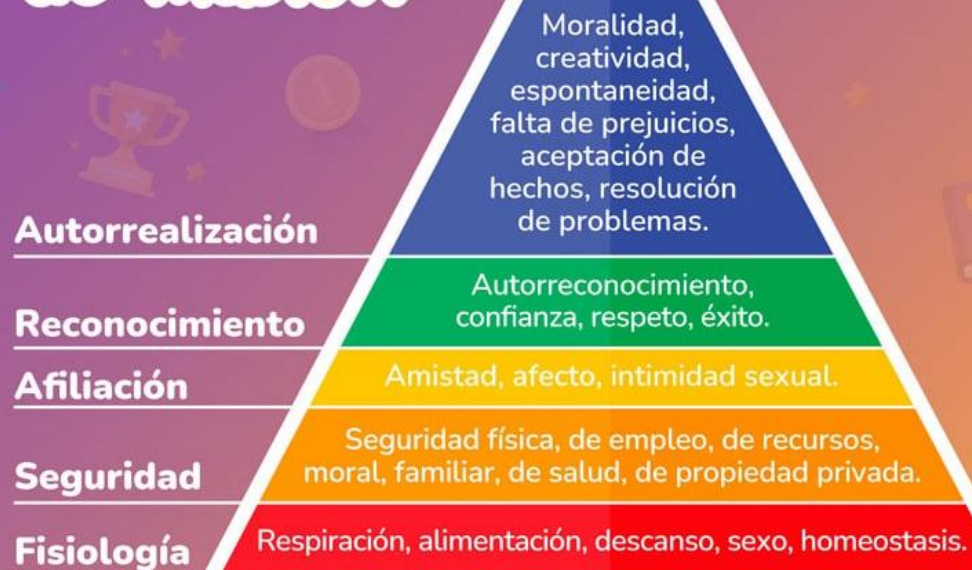 Moralidad,
creatividad,
espontaneidad,
falta de prejuicios,
aceptación de
hechos, resolución
de problemas.
Autorrealización
Autorreconocimiento,
confianza, respeto, éxito.
Reconocimiento
Amistad, afecto, intimidad sexual.
Afiliación
Seguridad física, de empleo, de recursos,
moral, familiar, de salud, de propiedad privada.
Seguridad
Respiración, alimentación, descanso, sexo, homeostasis.
Fisiología